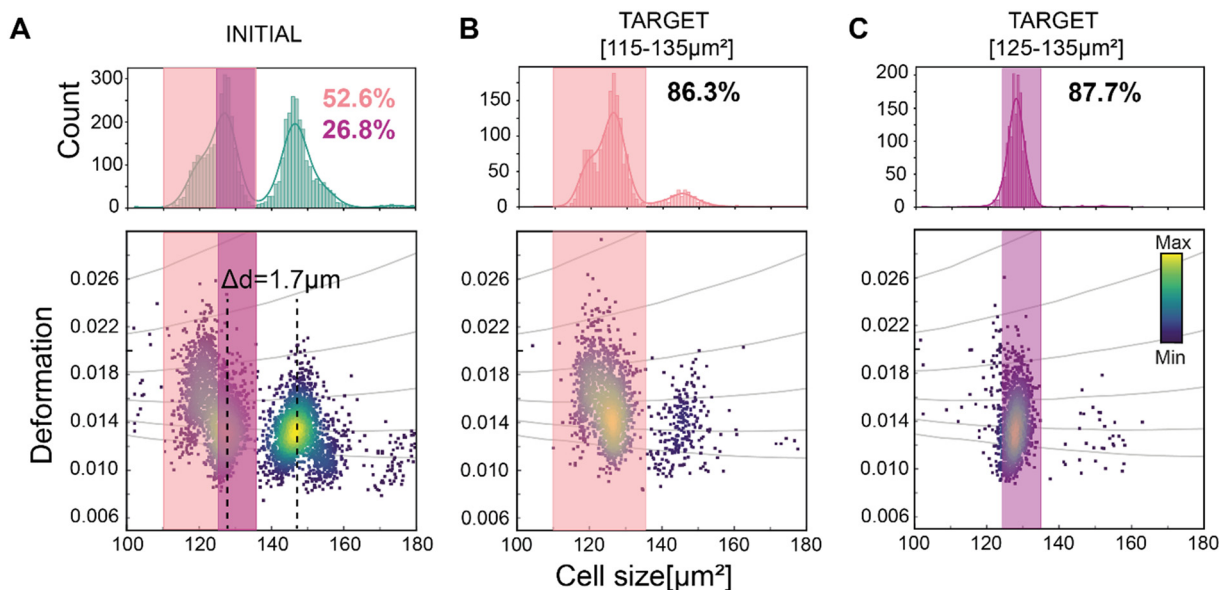 A
INITIAL
B
TARGET
[115-135μm²]
C
TARGET
[125-135μm²]
Count
300
200
100
0
52.6%
26.8%
150
100
50
0
86.3%
200
150
100
50
0
87.7%
Deformation
0.026
0.022
0.018
0.014
0.010
0.006
Δd=1.7μm
100 120 140 160 180
0.026
0.022
0.018
0.014
0.010
0.006
100 120 140 160 180
0.026
0.022
0.018
0.014
0.010
0.006
Max
Min
100 120 140 160 180
Cell size[μm²]